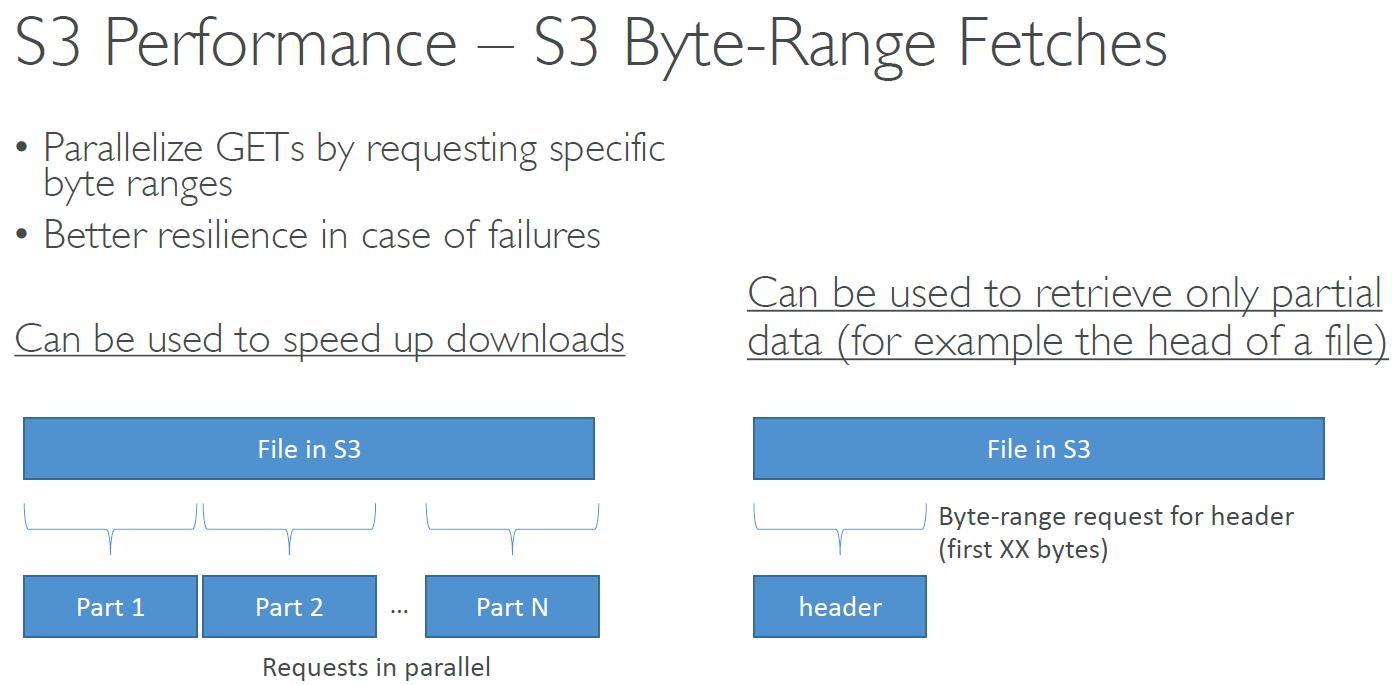 S3 Performance – S3 Byte-Range Fetches
• Parallelize GETs by requesting specific
byte ranges
• Better resilience in case of failures
Can be used to speed up downloads
File in S3
Part 1
Part 2
...
Part N
Requests in parallel
Can be used to retrieve only partial
data (for example the head of a file)
File in S3
Byte-range request for header
(first XX bytes)
header